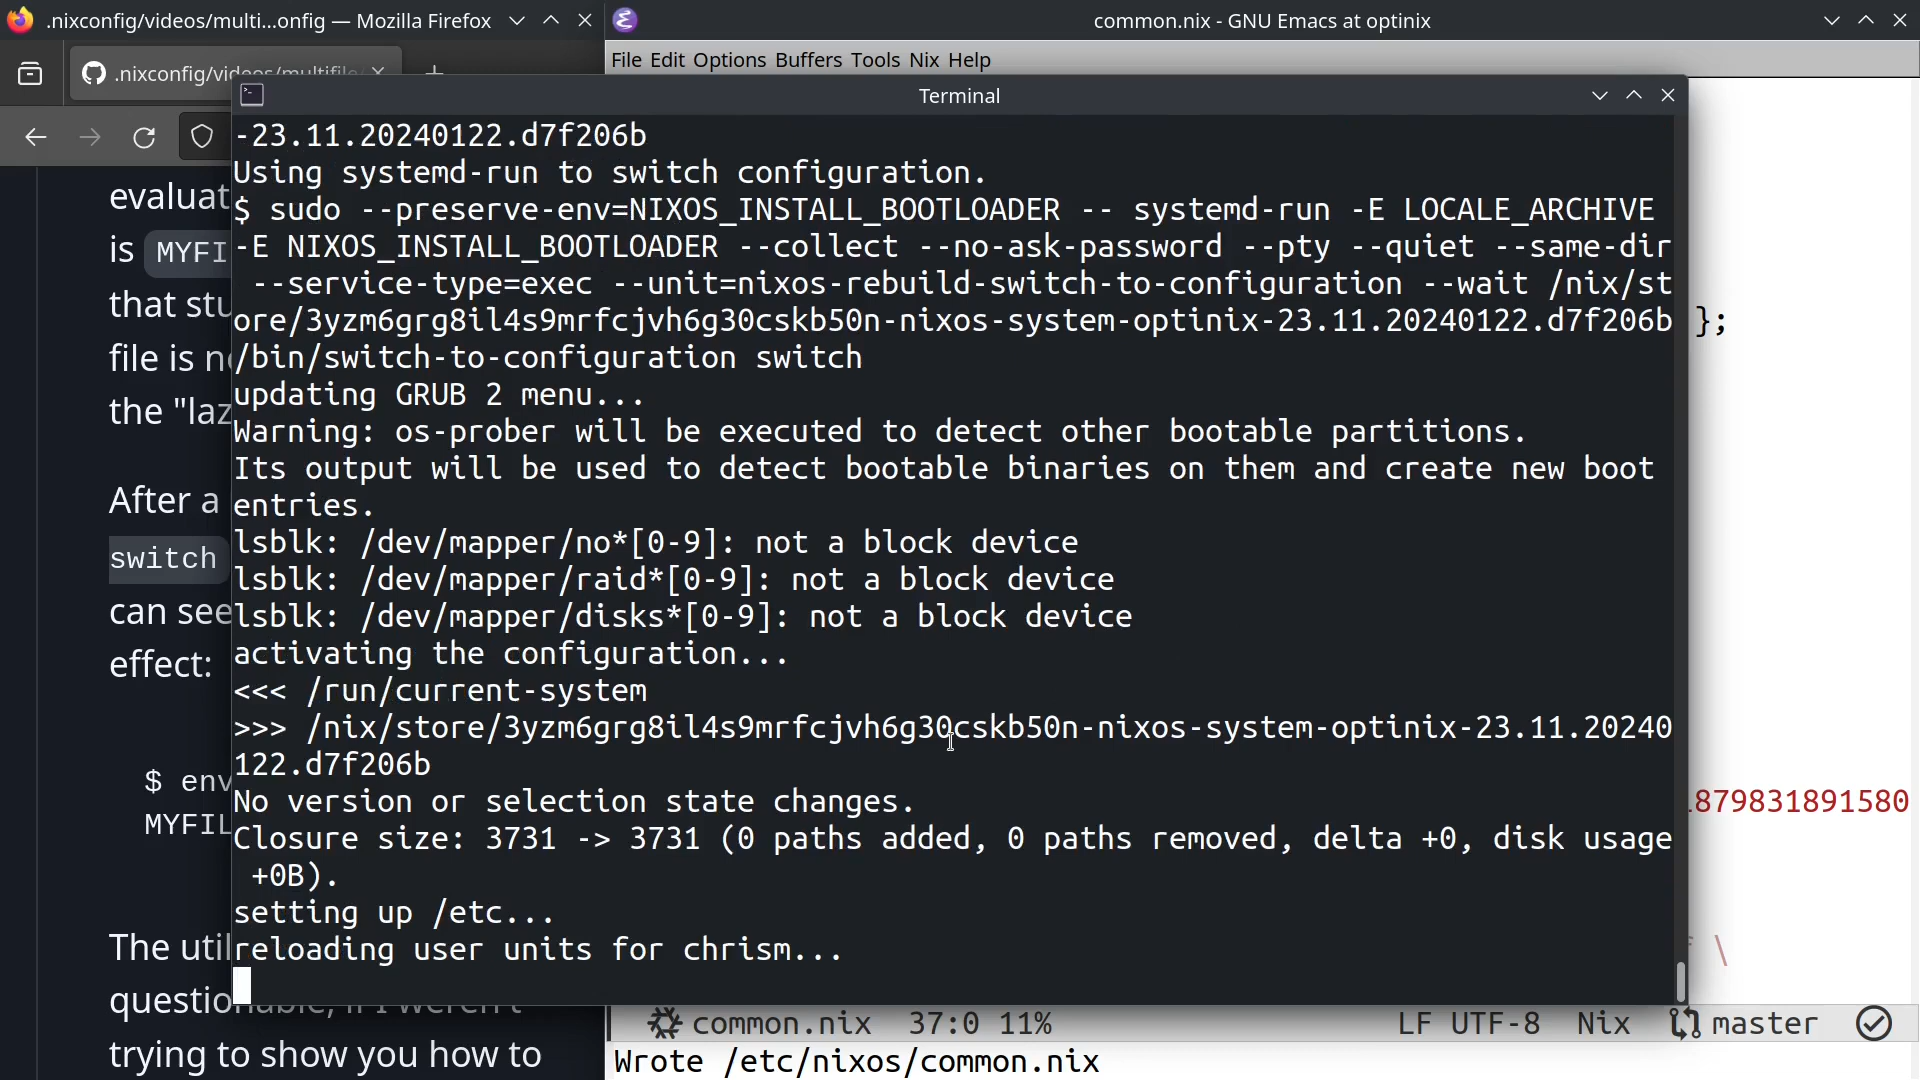 .nixconfig/videos/multi...onfig — Mozilla Firefox
common.nix - GNU Emacs at optinix
.nixconfig/videos/multifile
File Edit Options Buffers Tools Nix Help
Terminal
-23.11.20240122.d7f206b
Using systemd-run to switch configuration.
$ sudo --preserve-env=NIXOS_INSTALL_BOOTLOADER -- systemd-run -E LOCALE_ARCHIVE
-E NIXOS_INSTALL_BOOTLOADER --collect --no-ask-password --pty --quiet --same-dir
--service-type=exec --unit=nixos-rebuild-switch-to-configuration --wait /nix/st
ore/3yzm6grg8il4s9mrfcjvh6g30cskb50n-nixos-system-optinix-23.11.20240122.d7f206b
/bin/switch-to-configuration switch
updating GRUB 2 menu...
Warning: os-prober will be executed to detect other bootable partitions.
Its output will be used to detect bootable binaries on them and create new boot
entries.
lsblk: /dev/mapper/no*[0-9]: not a block device
lsblk: /dev/mapper/raid*[0-9]: not a block device
lsblk: /dev/mapper/disks*[0-9]: not a block device
activating the configuration...
<<< /run/current-system
>>> /nix/store/3yzm6grg8il4s9mrfcjvh6g30cskb50n-nixos-system-optinix-23.11.20240
122.d7f206b
No version or selection state changes.
Closure size: 3731 -> 3731 (0 paths added, 0 paths removed, delta +0, disk usage
+0B).
setting up /etc...
reloading user units for chrism...
evaluat
is MYFI
that stu
file is
the "laz
After a
switch
can see
effect:
$ env
MYFIL
The util
trying to show you how to
};
879831891580
\
common.nix 37:0 11% LF UTF-8 Nix master
Wrote /etc/nixos/common.nix